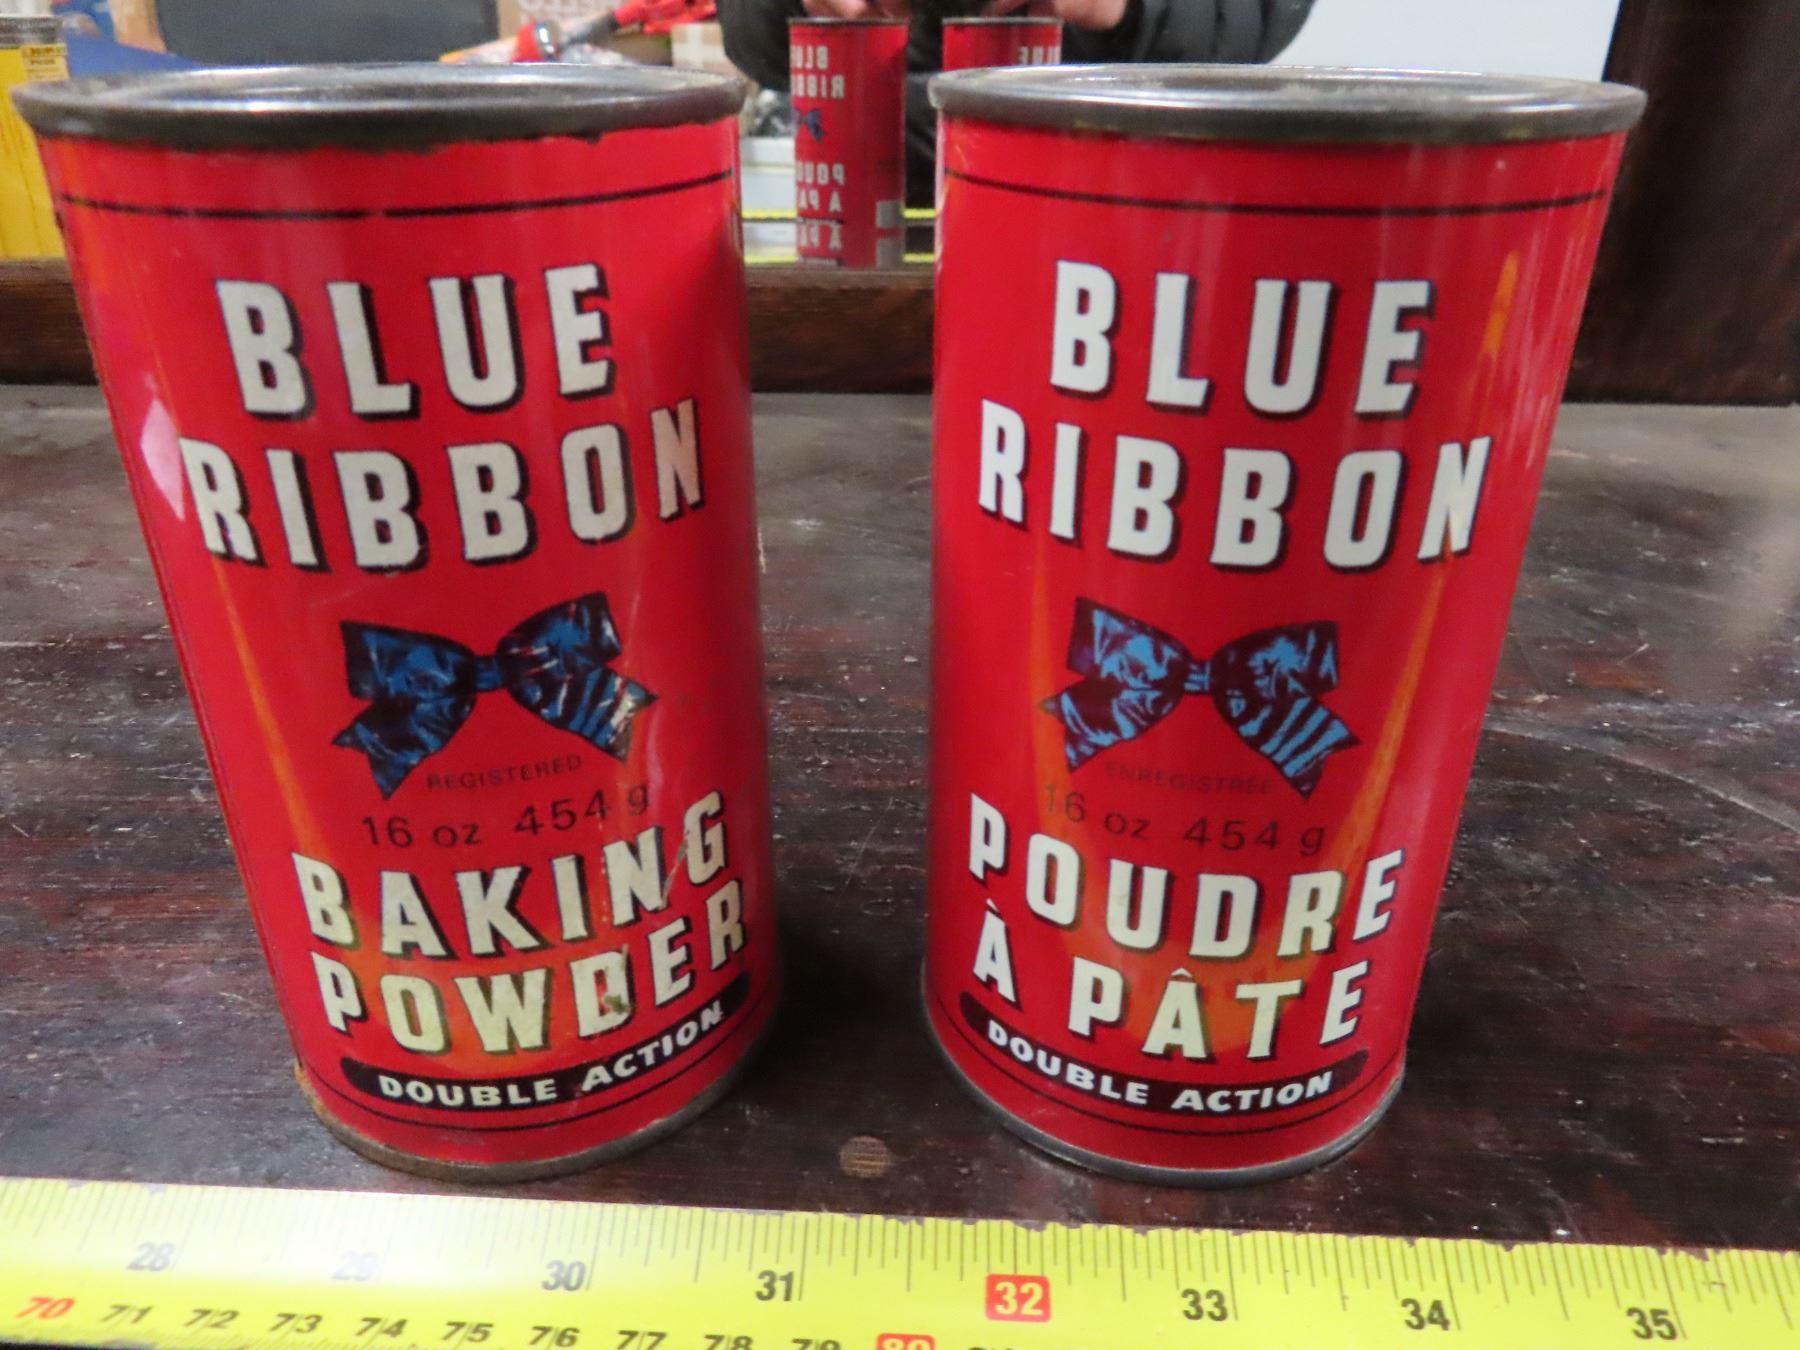 BLUE
RIBBON
REGISTERED
16 oz 454 g
BAKING
POWDER
DOUBLE ACTION
BLUE
RIBBON
ENREGISTRÉE
16 oz 454 g
POUDRE
À PÂTE
DOUBLE ACTION
28 29 30 31 32 33 34 35
70 71 72 73 74 75 76 77 78 79 80